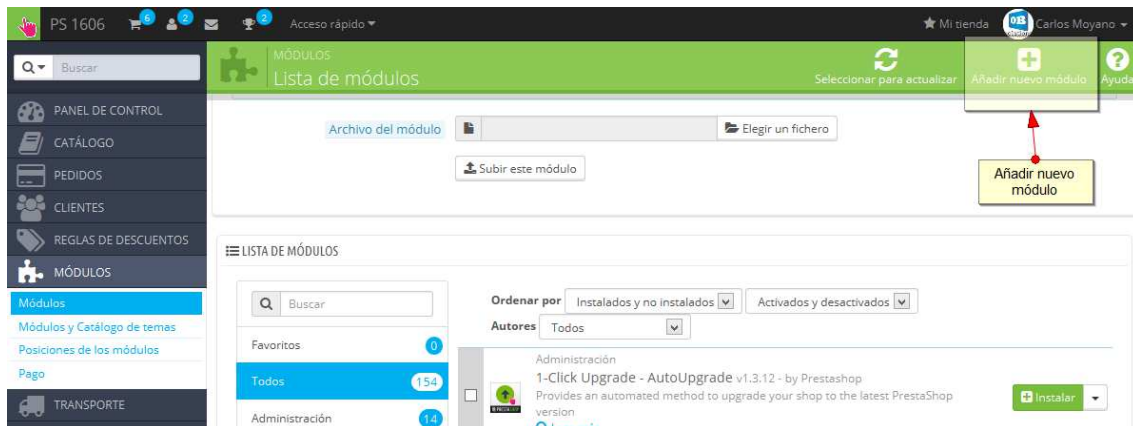 PS 1606 6 2 2 Acceso rápido Mi tienda Carlos Moyano
Buscar
MÓDULOS
Lista de módulos
Seleccionar para actualizar
Añadir nuevo módulo
Ayuda
PANEL DE CONTROL
CATÁLOGO
PEDIDOS
CLIENTES
REGLAS DE DESCUENTOS
MÓDULOS
Módulos
Módulos y Catálogo de temas
Posiciones de los módulos
Pago
TRANSPORTE
Archivo del módulo
Elegir un fichero
Subir este módulo
Añadir nuevo
módulo
LISTA DE MÓDULOS
Buscar
Favoritos 0
Todos 154
Administración 14
Ordenar por Instalados y no instalados Activados y desactivados
Autores Todos
Administración
1-Click Upgrade - AutoUpgrade v1.3.12 - by Prestashop
Provides an automated method to upgrade your shop to the latest PrestaShop
version
Instalar